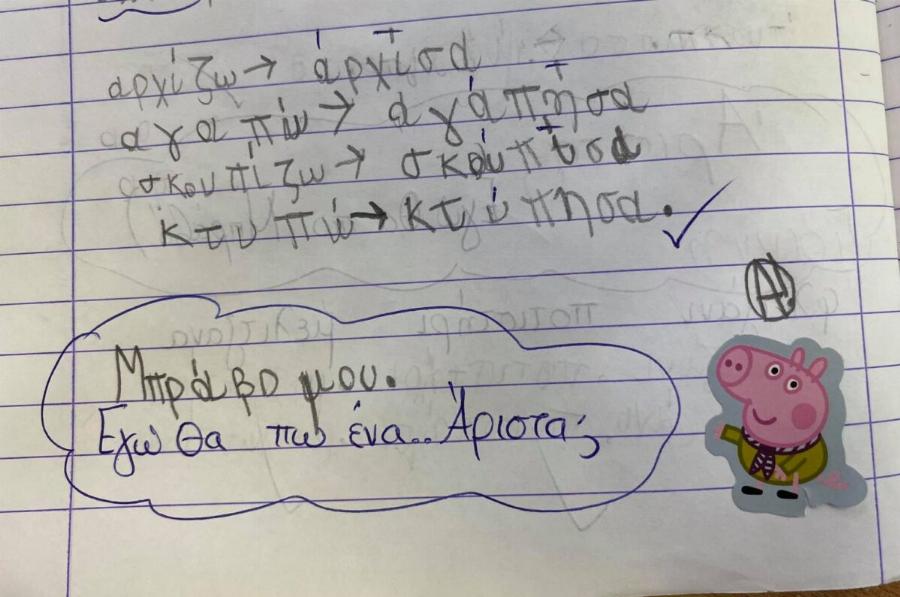 αρχίζω → άρχισα
αγαπώ → αγάπησα
σκουπίζω → σκούπισα
κτυπώ → κτύπησα. ✓
Α!
Μπράβο μου.
Εγώ θα πω ένα.. Άριστα;